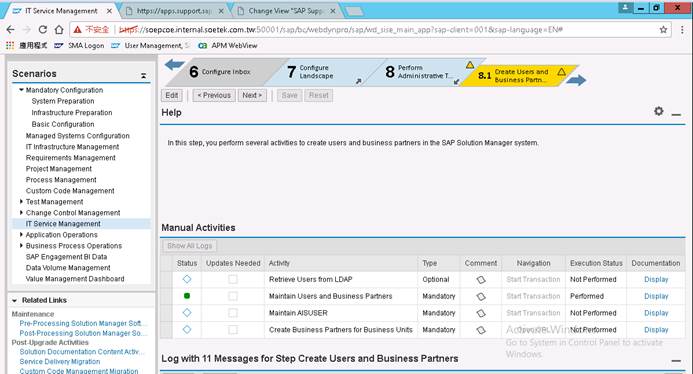 IT Service Management
https://apps.support.sap
Change View "SAP Suppo
不安全
https://soepcoe.internal.soetek.com.tw:50001/sap/bc/webdynpro/sap/wd_sise_main_app?sap-client=001&sap-language=EN#
應用程式
SMA Logon
User Management, S
APM WebView
Scenarios
Mandatory Configuration
System Preparation
Infrastructure Preparation
Basic Configuration
Managed Systems Configuration
IT Infrastructure Management
Requirements Management
Project Management
Process Management
Custom Code Management
Test Management
Change Control Management
IT Service Management
Application Operations
Business Process Operations
SAP Engagement BI Data
Data Volume Management
Value Management Dashboard
Related Links
Maintenance
Pre-Processing Solution Manager Soft...
Post-Processing Solution Manager So...
Post-Upgrade Activities
Solution Documentation Content Activ...
Service Delivery Migration
Custom Code Management Migration
6 Configure Inbox
7 Configure Landscape
8 Perform Administrative T...
8.1 Create Users and Business Partn...
Edit < Previous Next > Save Reset
Help
In this step, you perform several activities to create users and business partners in the SAP Solution Manager system.
Manual Activities
Show All Logs
Status Updates Needed Activity Type Comment Navigation Execution Status Documentation
Retrieve Users from LDAP Optional Start Transaction Not Performed Display
Maintain Users and Business Partners Mandatory Start Transaction Performed Display
Maintain AISUSER Mandatory Start Transaction Not Performed Display
Create Business Partners for Business Units Mandatory Not Performed Display
Activate Windows
Go to System in Control Panel to activate
Windows.
Log with 11 Messages for Step Create Users and Business Partners